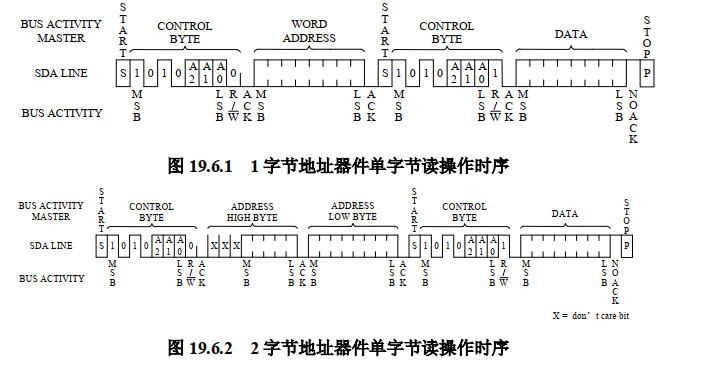 BUS ACTIVITY MASTER
START
CONTROL BYTE
WORD ADDRESS
START
CONTROL BYTE
DATA
STOP
SDA LINE
S 1 0 1 0 A2 A1 A0 0
S 1 0 1 0 A2 A1 A0 1
P
BUS ACTIVITY
MSB
LSB
R/W
ACK
MSB
LSB
ACK
MSB
LSB
R/W
ACK
MSB
LSB
NOACK
图 19.6.1 1 字节地址器件单字节读操作时序
BUS ACTIVITY MASTER
START
CONTROL BYTE
ADDRESS HIGH BYTE
ADDRESS LOW BYTE
START
CONTROL BYTE
DATA
STOP
SDA LINE
S 1 0 1 0 A2 A1 A0 0
X X X
S 1 0 1 0 A2 A1 A0 1
P
BUS ACTIVITY
MSB
LSB
R/W
ACK
MSB
LSB
ACK
MSB
LSB
ACK
MSB
LSB
R/W
ACK
MSB
LSB
NOACK
X = don't care bit
图 19.6.2 2 字节地址器件单字节读操作时序